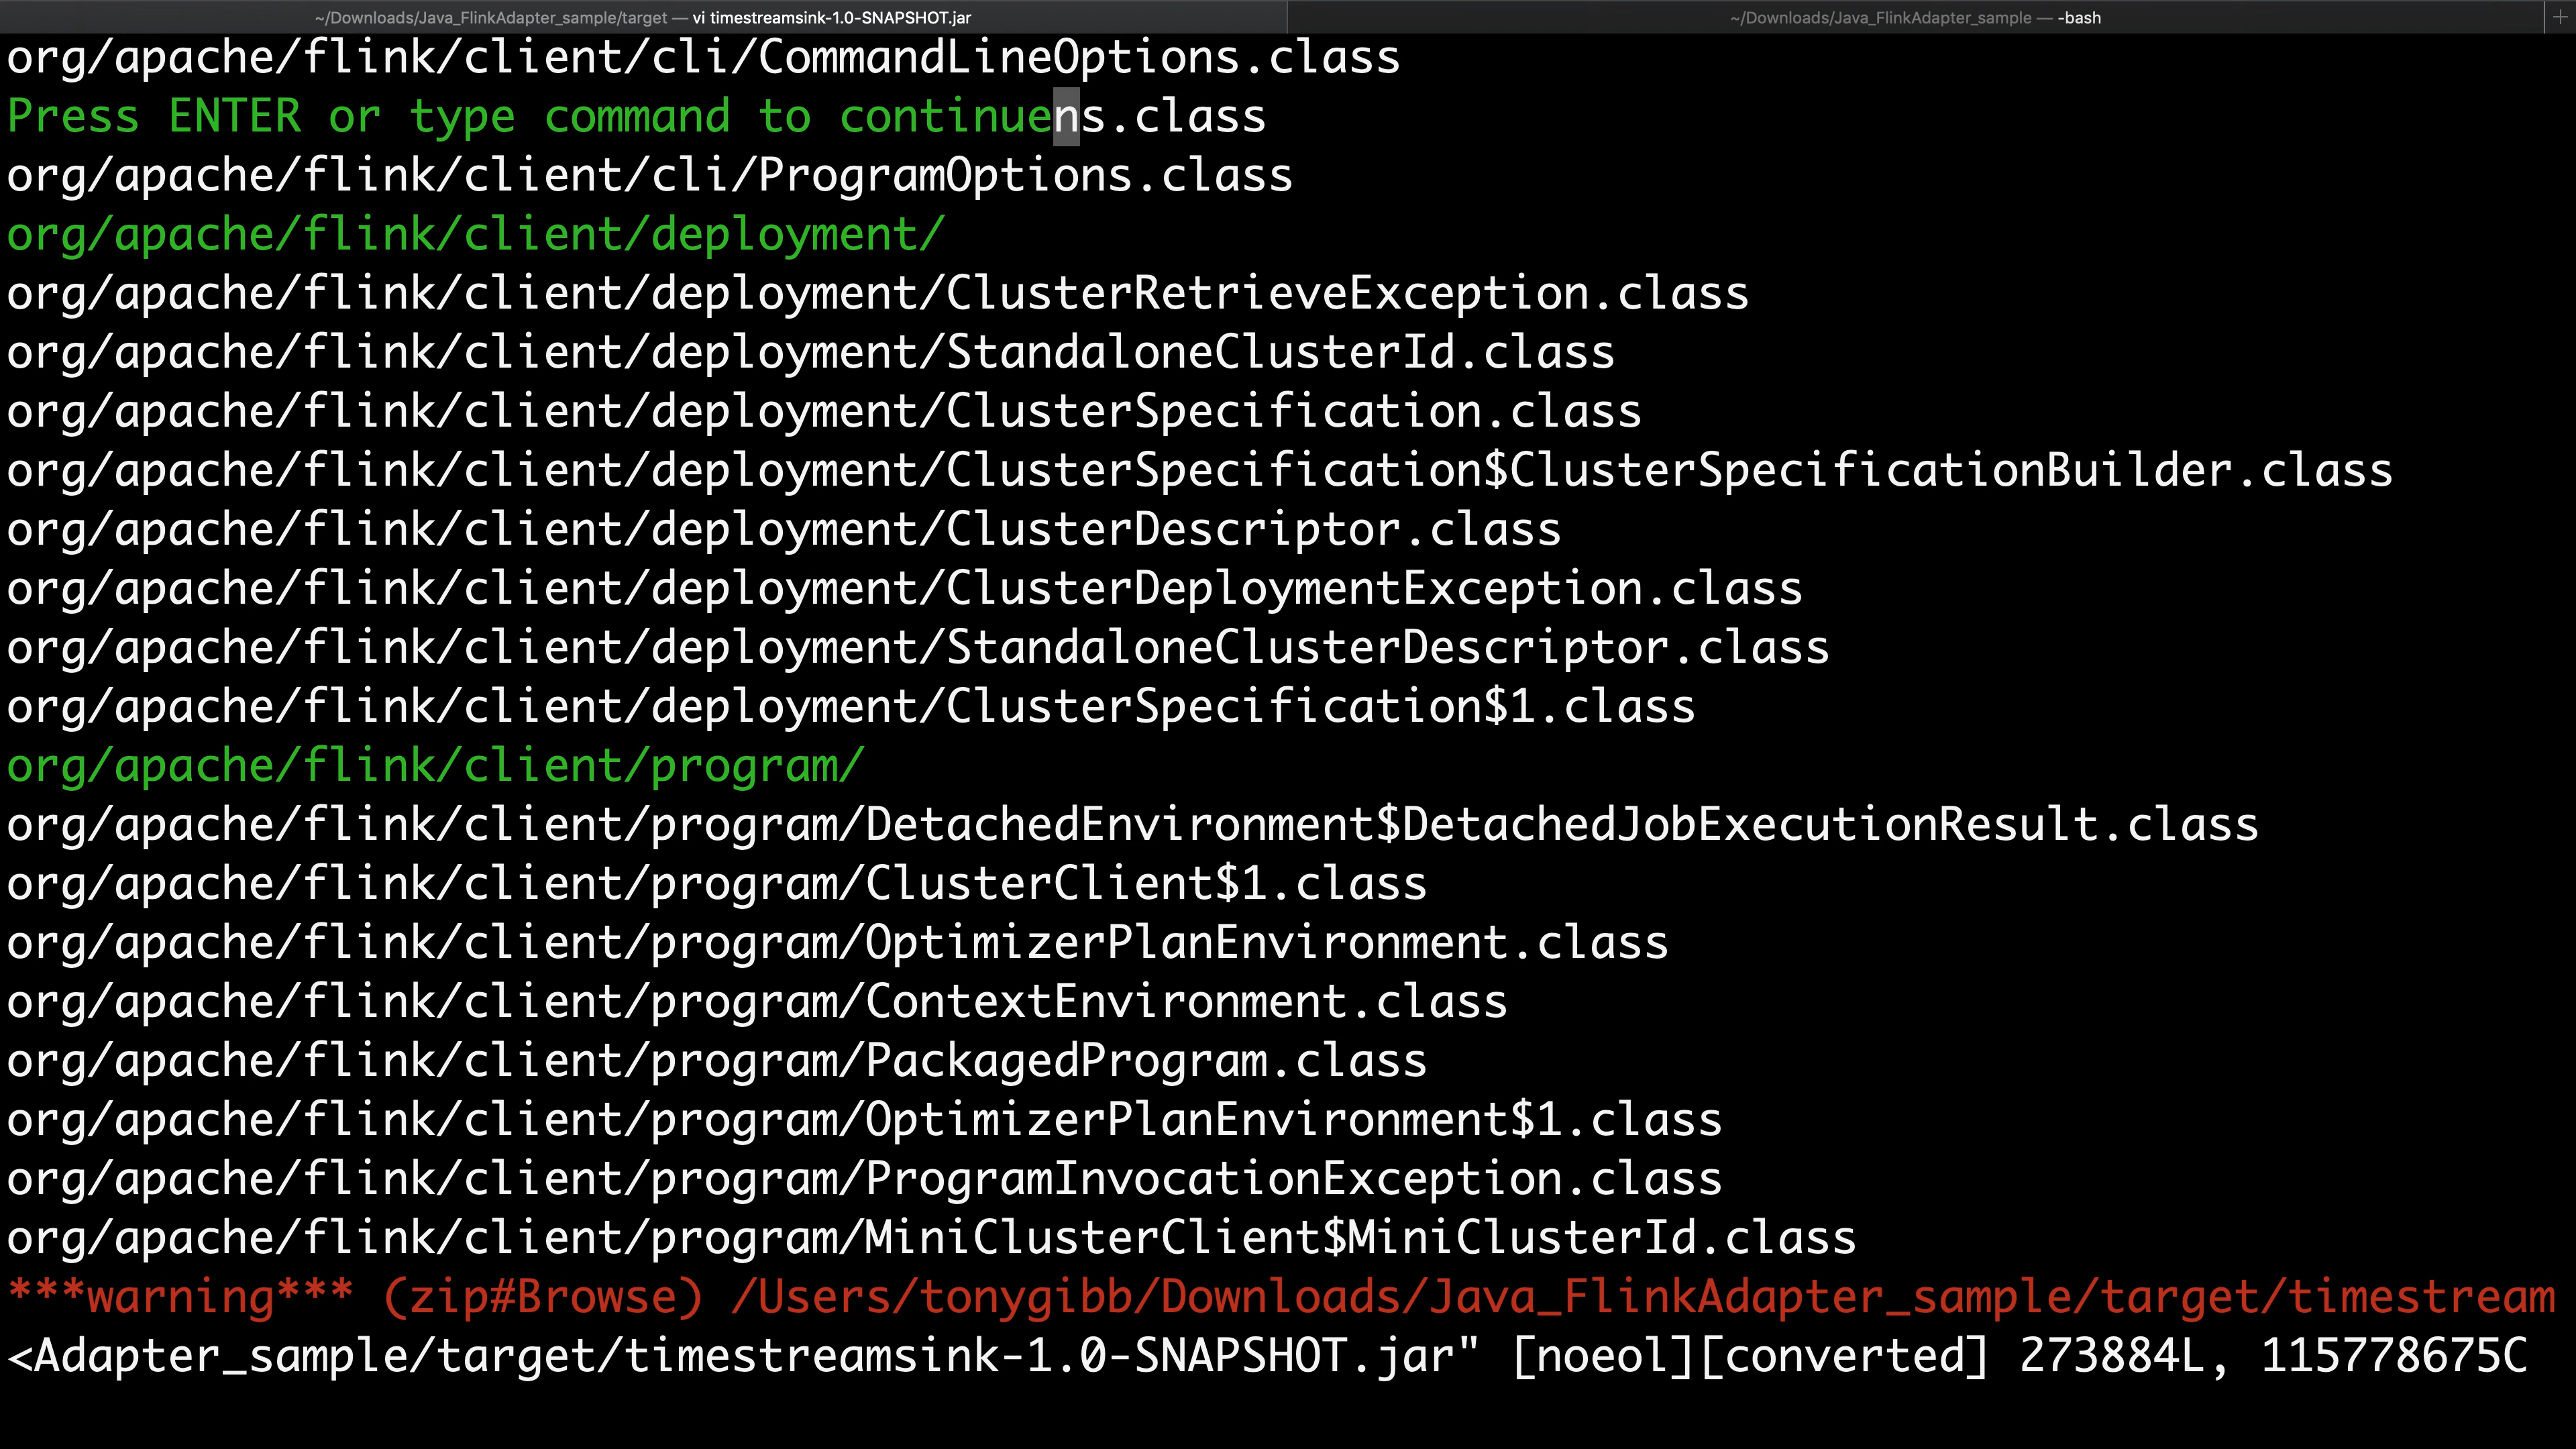 ~/Downloads/Java_FlinkAdapter_sample/target — vi timestreamsink-1.0-SNAPSHOT.jar
~/Downloads/Java_FlinkAdapter_sample — -bash
org/apache/flink/client/cli/CommandLineOptions.class
Press ENTER or type command to continuens.class
org/apache/flink/client/cli/ProgramOptions.class
org/apache/flink/client/deployment/
org/apache/flink/client/deployment/ClusterRetrieveException.class
org/apache/flink/client/deployment/StandaloneClusterId.class
org/apache/flink/client/deployment/ClusterSpecification.class
org/apache/flink/client/deployment/ClusterSpecification$ClusterSpecificationBuilder.class
org/apache/flink/client/deployment/ClusterDescriptor.class
org/apache/flink/client/deployment/ClusterDeploymentException.class
org/apache/flink/client/deployment/StandaloneClusterDescriptor.class
org/apache/flink/client/deployment/ClusterSpecification$1.class
org/apache/flink/client/program/
org/apache/flink/client/program/DetachedEnvironment$DetachedJobExecutionResult.class
org/apache/flink/client/program/ClusterClient$1.class
org/apache/flink/client/program/OptimizerPlanEnvironment.class
org/apache/flink/client/program/ContextEnvironment.class
org/apache/flink/client/program/PackagedProgram.class
org/apache/flink/client/program/OptimizerPlanEnvironment$1.class
org/apache/flink/client/program/ProgramInvocationException.class
org/apache/flink/client/program/MiniClusterClient$MiniClusterId.class
***warning*** (zip#Browse) /Users/tonygibb/Downloads/Java_FlinkAdapter_sample/target/timestream
<Adapter_sample/target/timestreamsink-1.0-SNAPSHOT.jar" [noeol][converted] 273884L, 115778675C